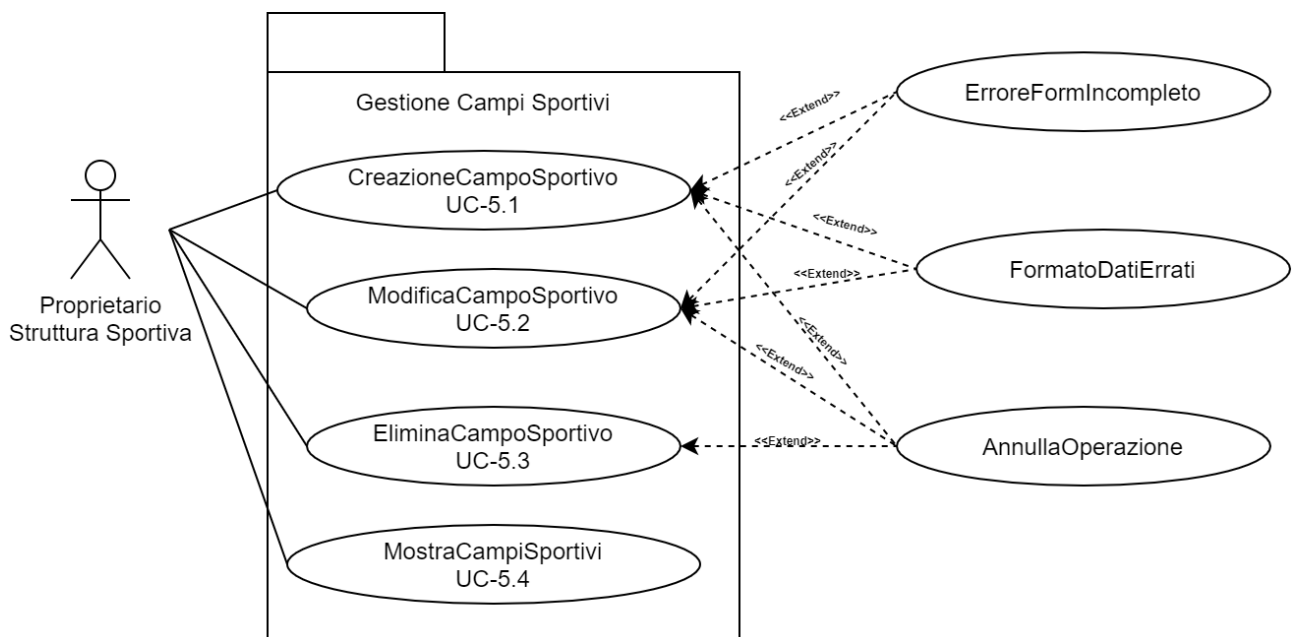 Gestione Campi Sportivi
CreazioneCampoSportivo
UC-5.1
ModificaCampoSportivo
UC-5.2
EliminaCampoSportivo
UC-5.3
MostraCampiSportivi
UC-5.4
Proprietario
Struttura Sportiva
<<Extend>>
<<Extend>>
<<Extend>>
<<Extend>>
<<Extend>>
<<Extend>>
<<Extend>>
ErroreFormIncompleto
FormatoDatiErrati
AnnullaOperazione